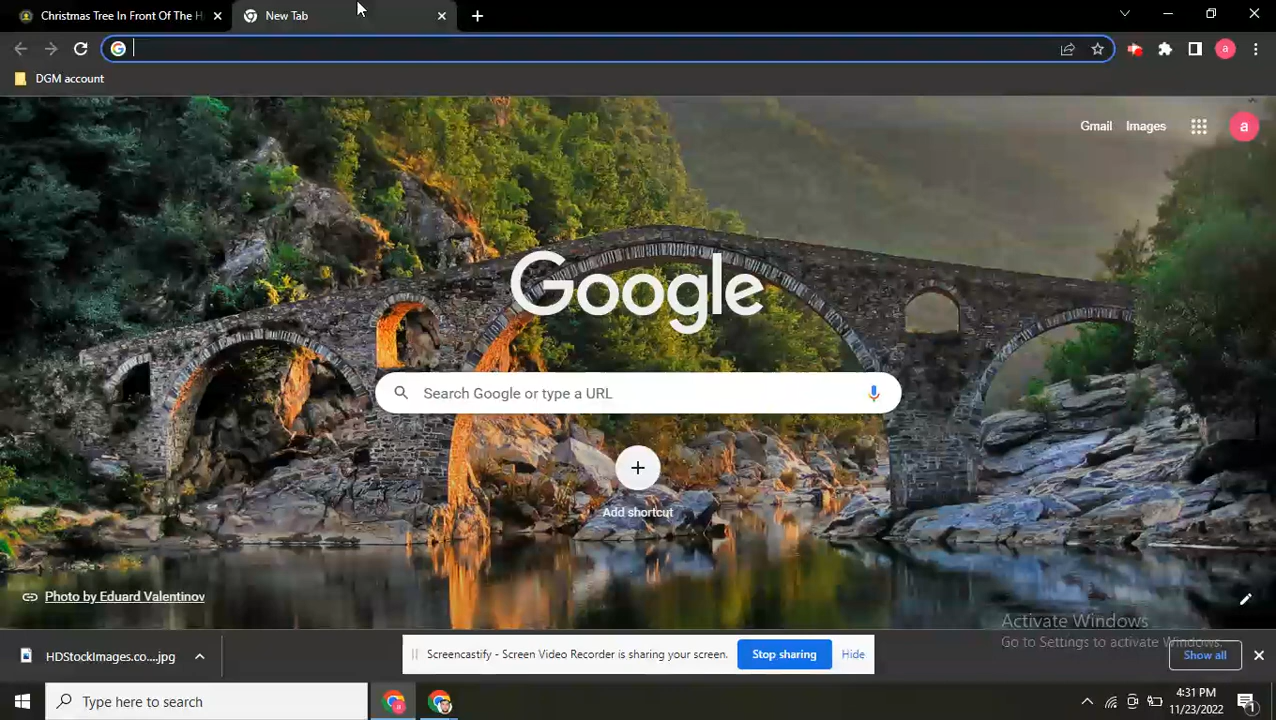 Christmas Tree In Front Of The H
New Tab
DGM account
a
Gmail
Images
a
Google
Search Google or type a URL
Add shortcut
Photo by Eduard Valentinov
Activate Windows
Go to Settings to activate Windows.
HDStockImages.co....jpg
Screencastify - Screen Video Recorder is sharing your screen.
Stop sharing
Hide
Show all
Type here to search
4:31 PM
11/23/2022
1